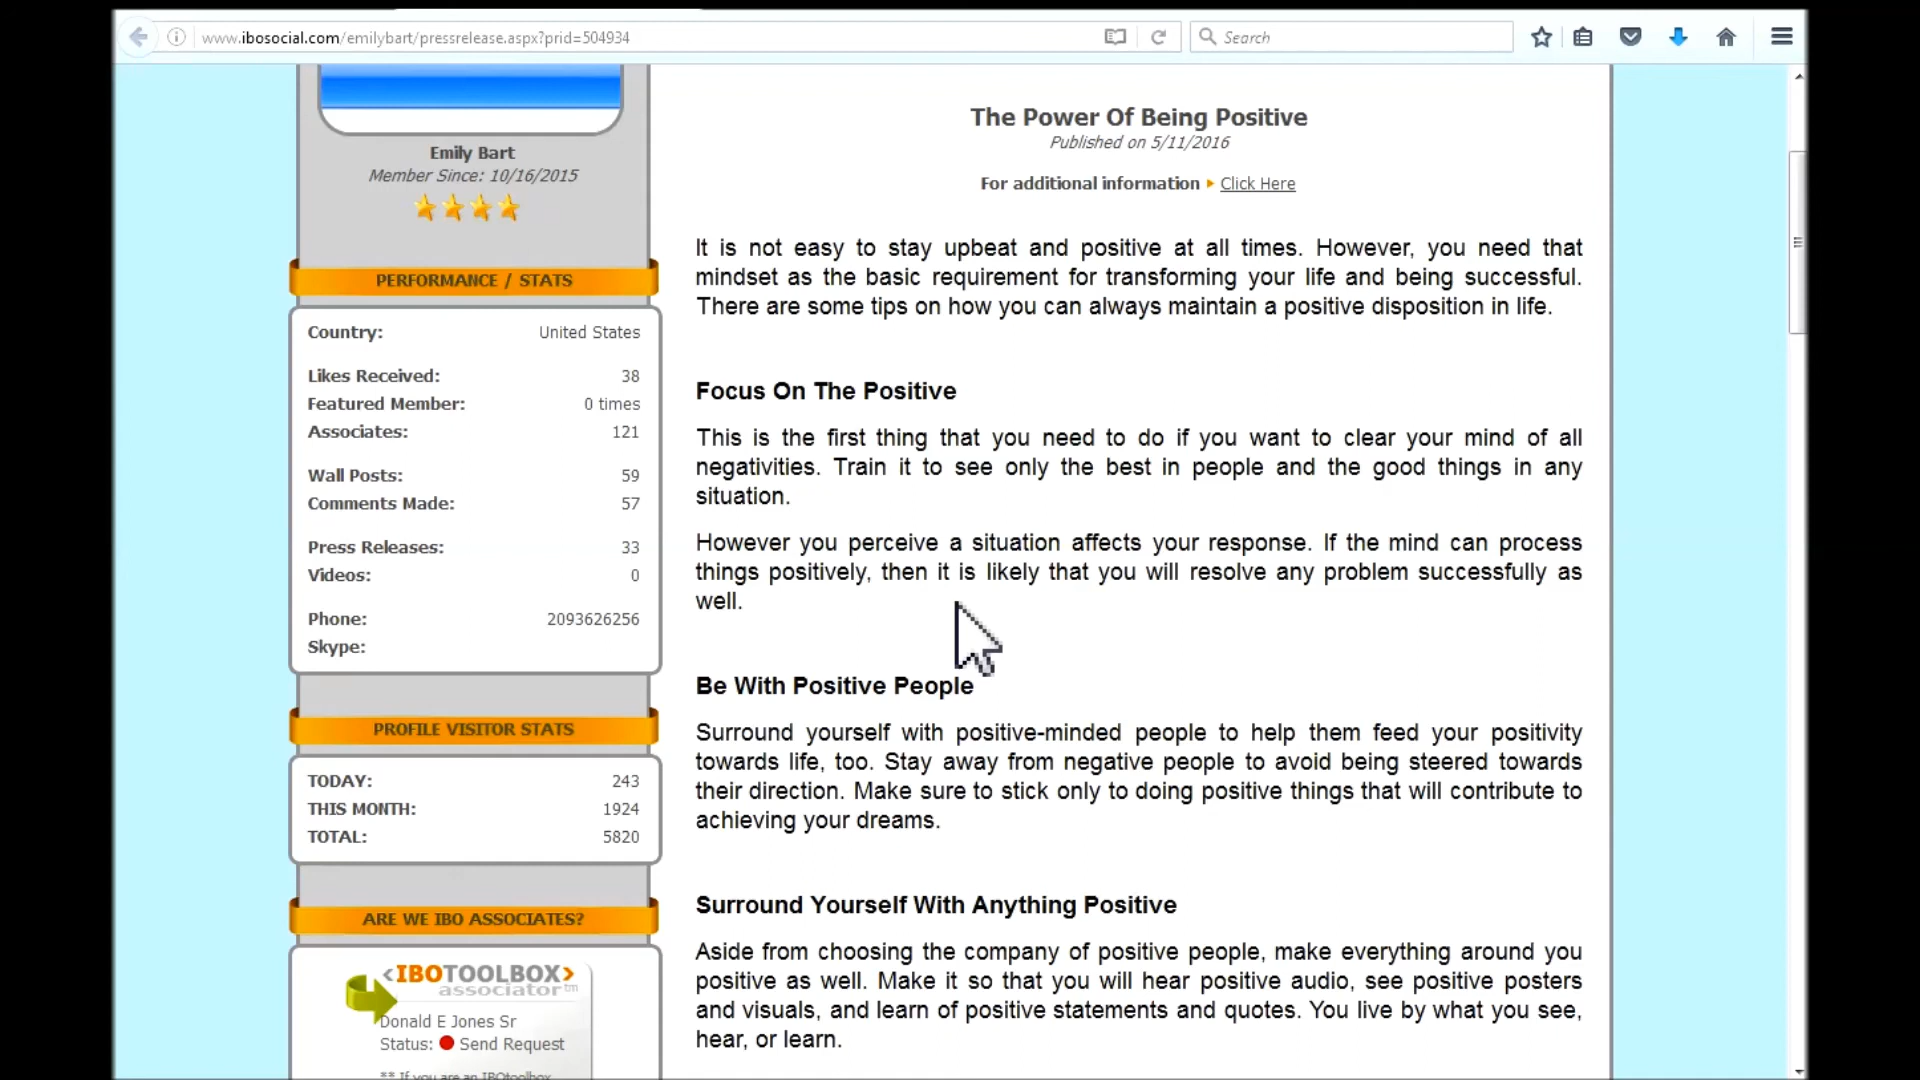 www.ibosocial.com/emilybart/pressrelease.aspx?prid=504934
Search
Emily Bart
Member Since: 10/16/2015
PERFORMANCE / STATS
Country: United States
Likes Received: 38
Featured Member: 0 times
Associates: 121
Wall Posts: 59
Comments Made: 57
Press Releases: 33
Videos: 0
Phone: 2093626256
Skype:
PROFILE VISITOR STATS
TODAY: 243
THIS MONTH: 1924
TOTAL: 5820
ARE WE IBO ASSOCIATES?
<IBOTOOLBOX>
associator™
Donald E Jones Sr
Status: Send Request
** If you are an IBOtoolbox
The Power Of Being Positive
Published on 5/11/2016
For additional information Click Here
It is not easy to stay upbeat and positive at all times. However, you need that
mindset as the basic requirement for transforming your life and being successful.
There are some tips on how you can always maintain a positive disposition in life.
Focus On The Positive
This is the first thing that you need to do if you want to clear your mind of all
negativities. Train it to see only the best in people and the good things in any
situation.
However you perceive a situation affects your response. If the mind can process
things positively, then it is likely that you will resolve any problem successfully as
well.
Be With Positive People
Surround yourself with positive-minded people to help them feed your positivity
towards life, too. Stay away from negative people to avoid being steered towards
their direction. Make sure to stick only to doing positive things that will contribute to
achieving your dreams.
Surround Yourself With Anything Positive
Aside from choosing the company of positive people, make everything around you
positive as well. Make it so that you will hear positive audio, see positive posters
and visuals, and learn of positive statements and quotes. You live by what you see,
hear, or learn.